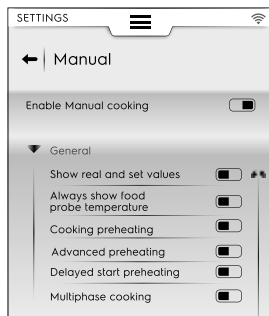 SETTINGS
Manual
Enable Manual cooking
General
Show real and set values
Always show food
probe temperature
Cooking preheating
Advanced preheating
Delayed start preheating
Multiphase cooking